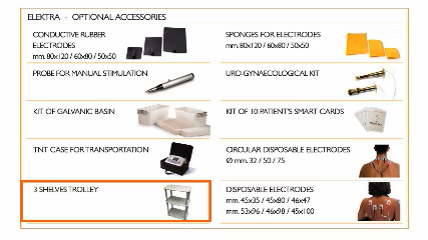 ELEKTRA - OPTIONAL ACCESSORIES
CONDUCTIVE RUBBER
ELECTRODES
mm. 80x120 / 60x80 / 50x50
PROBE FOR MANUAL STIMULATION
KIT OF GALVANIC BASIN
TNT CASE FOR TRANSPORTATION
3 SHELVES TROLLEY
SPONGES FOR ELECTRODES
mm. 80x120 / 60x80 / 50x50
URO-GYNAECOLOGICAL KIT
KIT OF 10 PATIENT'S SMART CARDS
CIRCULAR DISPOSABLE ELECTRODES
Ø mm. 32 / 50 / 75
DISPOSABLE ELECTRODES
mm. 45x35 / 45x80 / 46x47
mm. 53x96 / 46x98 / 45x100